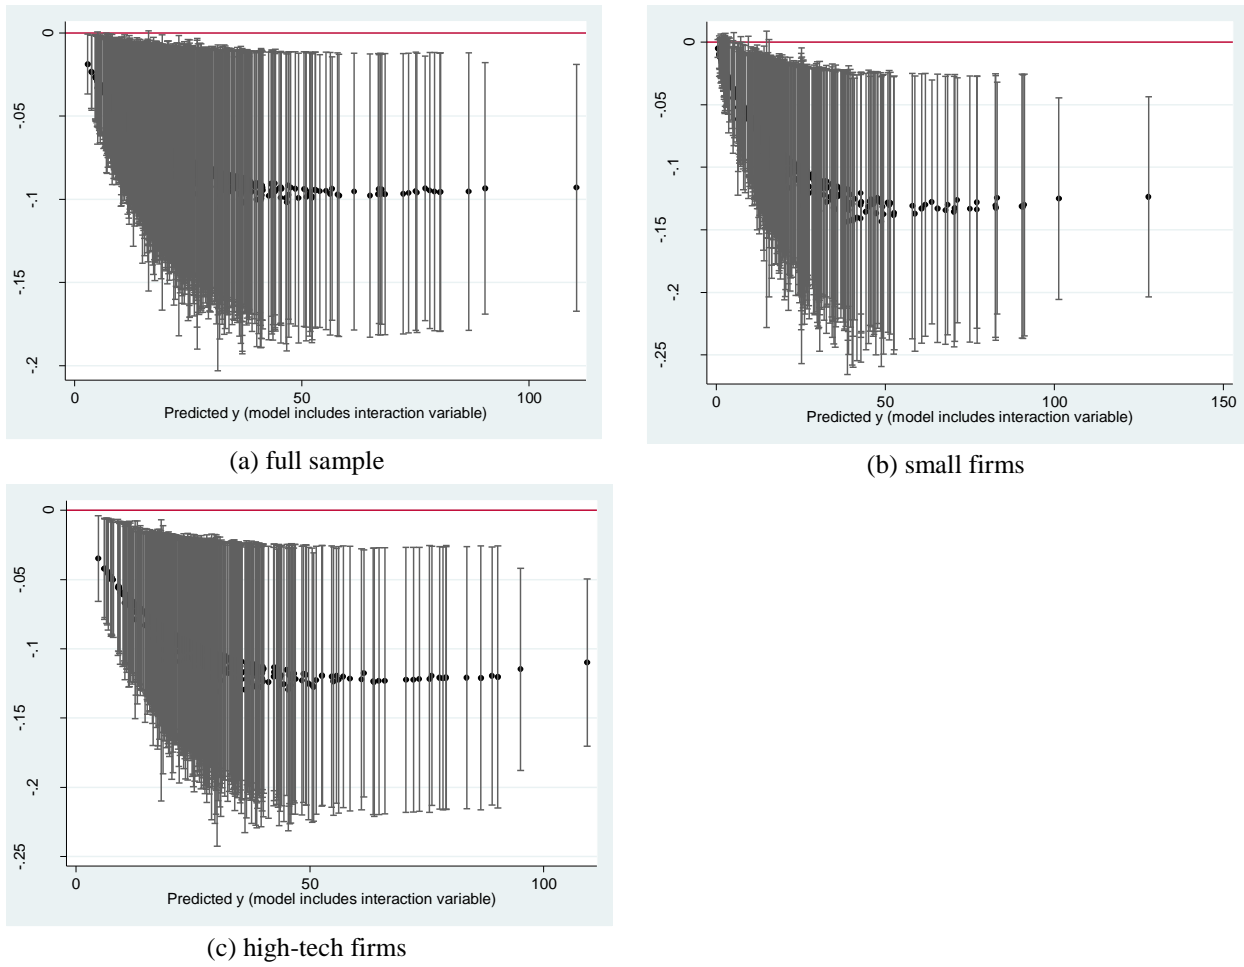 0
-.05
-.1
-.15
-.2
0 50 100
Predicted y (model includes interaction variable)
(a) full sample
0
-.05
-.1
-.15
-.2
-.25
0 50 100 150
Predicted y (model includes interaction variable)
(b) small firms
0
-.05
-.1
-.15
-.2
-.25
0 50 100
Predicted y (model includes interaction variable)
(c) high-tech firms